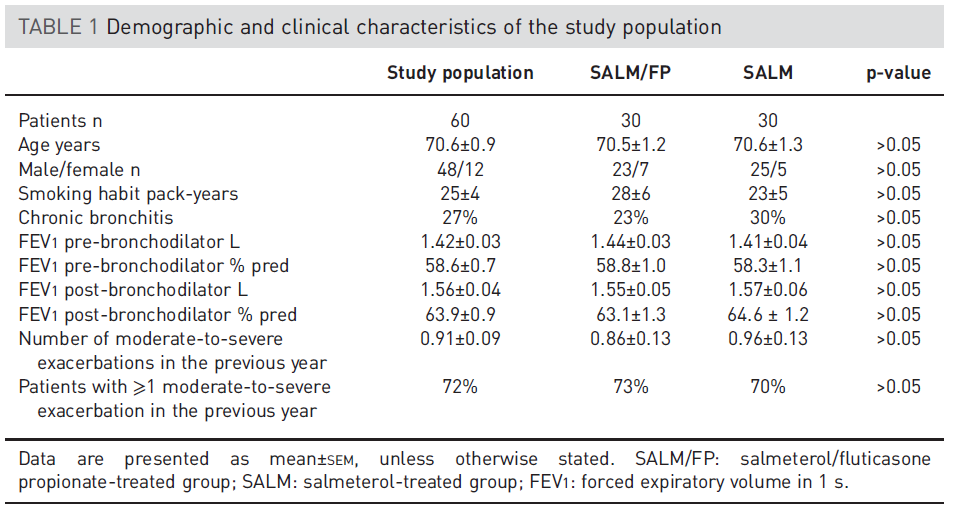 TABLE 1 Demographic and clinical characteristics of the study population
Study population SALM/FP SALM p-value
Patients n 60 30 30
Age years 70.6±0.9 70.5±1.2 70.6±1.3 >0.05
Male/female n 48/12 23/7 25/5 >0.05
Smoking habit pack-years 25±4 28±6 23±5 >0.05
Chronic bronchitis 27% 23% 30% >0.05
FEV1 pre-bronchodilator L 1.42±0.03 1.44±0.03 1.41±0.04 >0.05
FEV1 pre-bronchodilator % pred 58.6±0.7 58.8±1.0 58.3±1.1 >0.05
FEV1 post-bronchodilator L 1.56±0.04 1.55±0.05 1.57±0.06 >0.05
FEV1 post-bronchodilator % pred 63.9±0.9 63.1±1.3 64.6 ± 1.2 >0.05
Number of moderate-to-severe 0.91±0.09 0.86±0.13 0.96±0.13 >0.05
exacerbations in the previous year
Patients with ⩾1 moderate-to-severe 72% 73% 70% >0.05
exacerbation in the previous year
Data are presented as mean±SEM, unless otherwise stated. SALM/FP: salmeterol/fluticasone
propionate-treated group; SALM: salmeterol-treated group; FEV1: forced expiratory volume in 1 s.